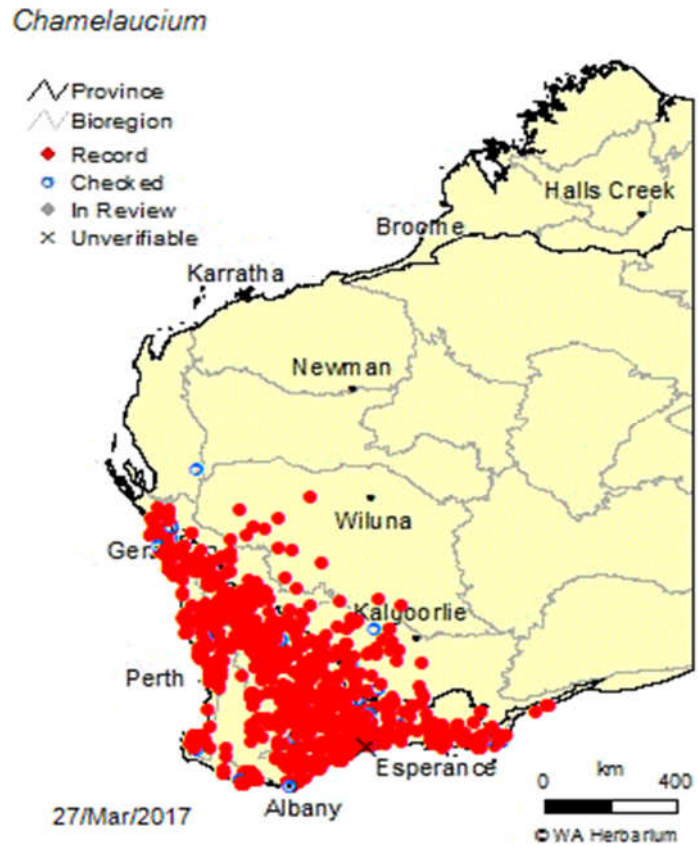 Chamelaucium
Province
Bioregion
Record
Checked
In Review
Unverifiable
Halls Creek
Broome
Karratha
Newman
Wiluna
Ger
Kalgoorlie
Perth
Esperance
Albany
0 km 400
27/Mar/2017
© WA Herbarium